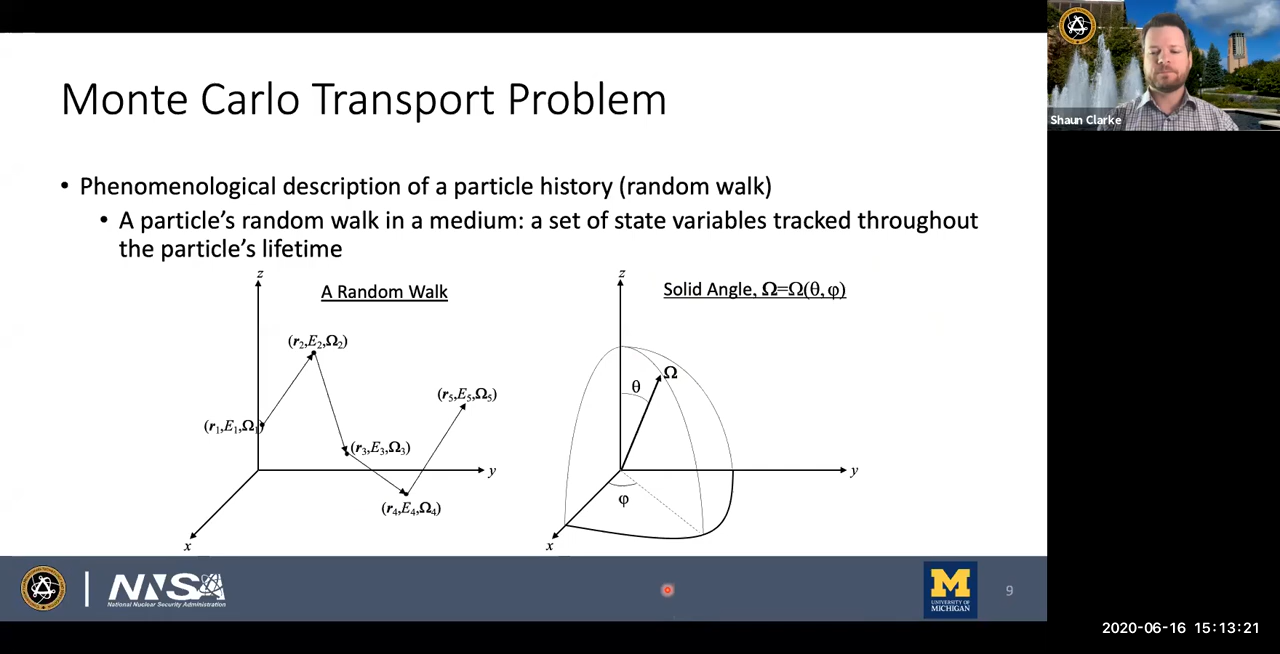 Monte Carlo Transport Problem
Shaun Clarke
• Phenomenological description of a particle history (random walk)
• A particle's random walk in a medium: a set of state variables tracked throughout
the particle's lifetime
A Random Walk
z
(r₁,E₁,Ω₁)
(r₂,E₂,Ω₂)
(r₃,E₃,Ω₃)
(r₄,E₄,Ω₄)
(r₅,E₅,Ω₅)
y
x
Solid Angle, Ω=Ω(θ,φ)
z
Ω
θ
φ
y
x
NNSA
National Nuclear Security Administration
M
UNIVERSITY OF
MICHIGAN
9
2020-06-16 15:13:21